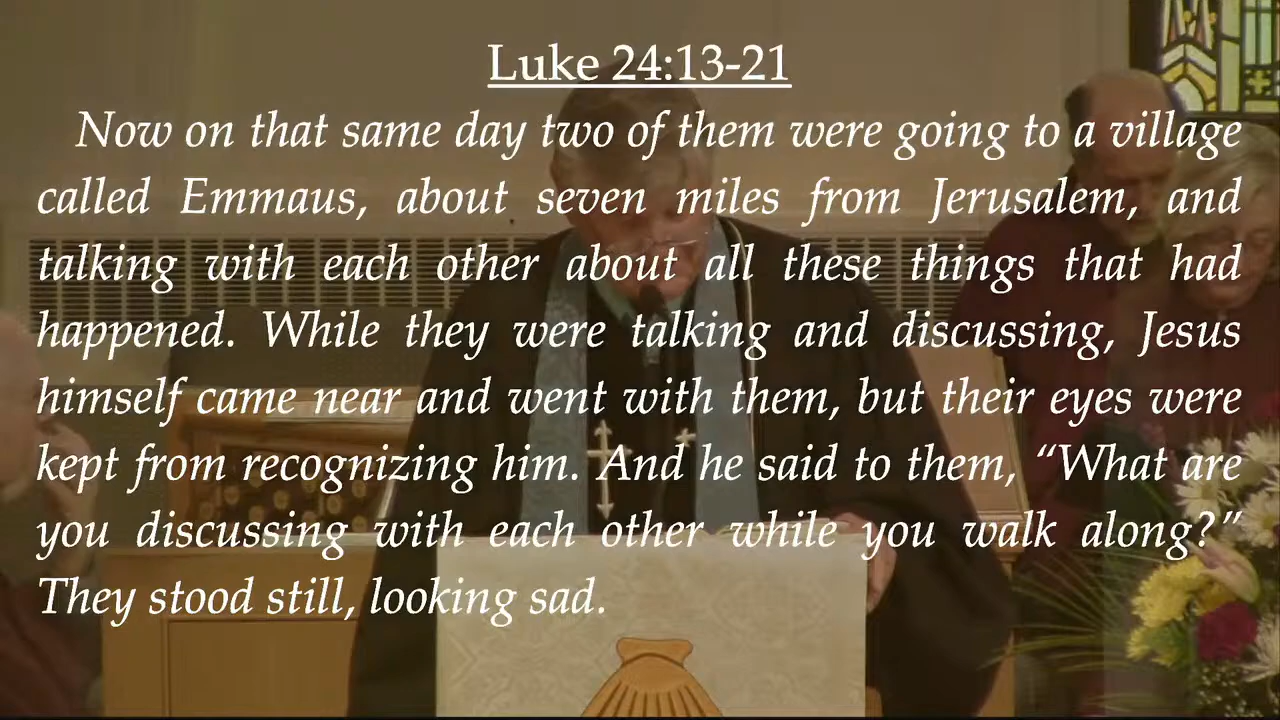 Luke 24:13-21
Now on that same day two of them were going to a village
called Emmaus, about seven miles from Jerusalem, and
talking with each other about all these things that had
happened. While they were talking and discussing, Jesus
himself came near and went with them, but their eyes were
kept from recognizing him. And he said to them, “What are
you discussing with each other while you walk along?”
They stood still, looking sad.